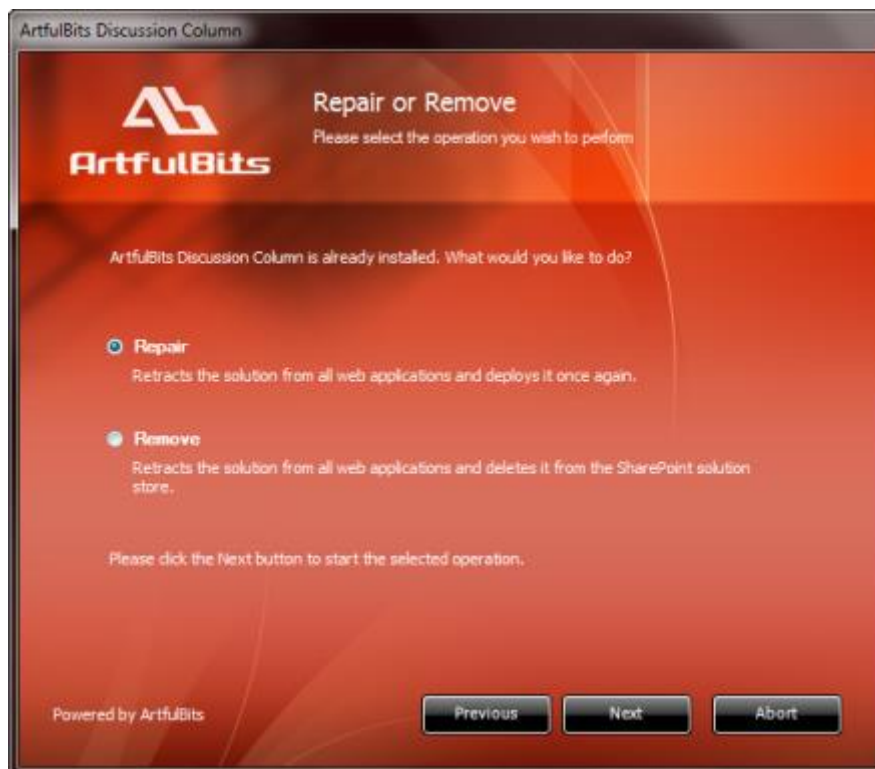 ArtfulBits Discussion Column
ArtfulBits
Repair or Remove
Please select the operation you wish to perform
ArtfulBits Discussion Column is already installed. What would you like to do?
Repair
Retracts the solution from all web applications and deploys it once again.
Remove
Retracts the solution from all web applications and deletes it from the SharePoint solution
store.
Please click the Next button to start the selected operation.
Powered by ArtfulBits
Previous
Next
Abort